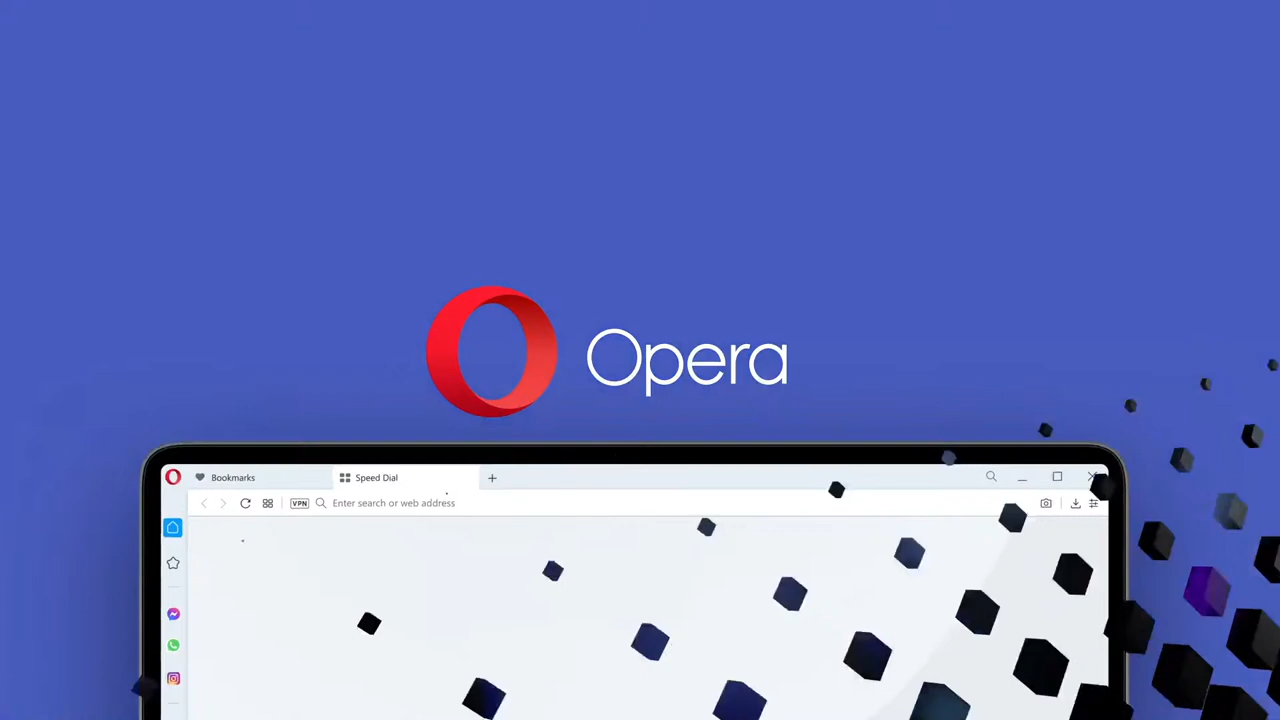 Opera
Bookmarks
Speed Dial
VPN
Enter search or web address